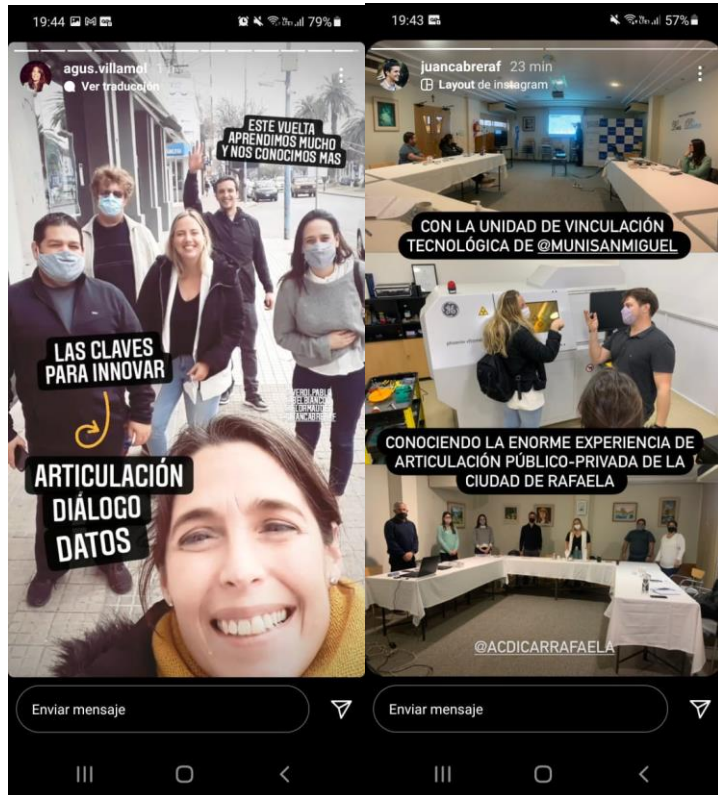 19:44
79%
agus.villamol
Ver traducción
ESTE VUELTA
APRENDIMOS MUCHO
Y NOS CONOCIMOS MAS
LAS CLAVES
PARA INNOVAR
ARTICULACIÓN
DIÁLOGO
DATOS
Enviar mensaje
19:43
57%
juancabreraf 23 min
Layout de instagram
CON LA UNIDAD DE VINCULACIÓN
TECNOLÓGICA DE @MUNISANMIGUEL
CONOCIENDO LA ENORME EXPERIENCIA DE
ARTICULACIÓN PÚBLICO-PRIVADA DE LA
CIUDAD DE RAFAELA
@ACDICARRAFAELA
Enviar mensaje